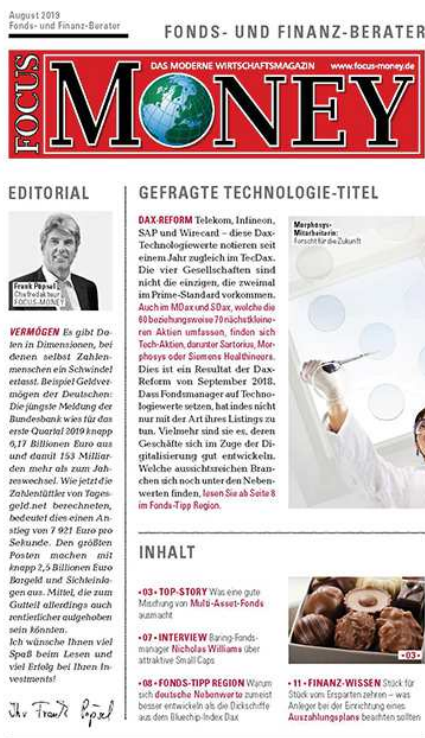 August 2019
Fonds- und Finanz-Berater
FONDS- UND FINANZ-BERATER
FOCUS
DAS MODERNE WIRTSCHAFTSMAGAZIN
www.focus-money.de
MONEY
EDITORIAL
Frank Pöpsel
Chefredakteur
FOCUS-MONEY
VERMÖGEN Es gibt Da-
ten in Dimensionen, bei
denen selbst Zahlen-
menschen ein Schwindel
erfasst. Beispiel Geldver-
mögen der Deutschen:
Die jüngste Meldung der
Bundesbank wies für das
erste Quartal 2019 knapp
6,17 Billionen Euro aus
und damit 153 Milliar-
den mehr als zum Jah-
reswechsel. Wie jetzt die
Zahlentüftler von Tages-
geld.net berechneten,
bedeutet dies einen An-
stieg von 7 921 Euro pro
Sekunde. Den größten
Posten machen mit
knapp 2,5 Billionen Euro
Bargeld und Sichteinla-
gen aus. Mittel, die zum
Gutteil allerdings auch
rentierlicher aufgehoben
sein könnten.
Ich wünsche Ihnen viel
Spaß beim Lesen und
viel Erfolg bei Ihren In-
vestments!
Ihr Frank Pöpsel
GEFRAGTE TECHNOLOGIE-TITEL
DAX-REFORM Telekom, Infineon,
SAP und Wirecard – diese Dax-
Technologiewerte notieren seit
einem Jahr zugleich im TecDax.
Die vier Gesellschaften sind
nicht die einzigen, die zweimal
im Prime-Standard vorkommen.
Auch im MDax und SDax, welche die
60 beziehungsweise 70 nächstkleine-
ren Aktien umfassen, finden sich
Tech-Aktien, darunter Sartorius, Mor-
phosys oder Siemens Healthineers.
Dies ist ein Resultat der Dax-
Reform von September 2018.
Dass Fondsmanager auf Techno-
logiewerte setzen, hat indes nicht
nur mit der Art ihres Listings zu
tun. Vielmehr sind sie es, deren
Geschäfte sich im Zuge der Di-
gitalisierung gut entwickeln.
Welche aussichtsreichen Bran-
chen sich noch unter den Neben-
werten finden, lesen Sie ab Seite 8
im Fonds-Tipp Region.
Morphosys-
Mitarbeiterin:
Forscht für die Zukunft
INHALT
•03• TOP-STORY Was eine gute
Mischung von Multi-Asset-Fonds
ausmacht
•07• INTERVIEW Baring-Fonds-
manager Nicholas Williams über
attraktive Small Caps
•08• FONDS-TIPP REGION Warum
sich deutsche Nebenwerte zumeist
besser entwickeln als die Dickschiffe
aus dem Bluechip-Index Dax
•03•
•11• FINANZ-WISSEN Stück für
Stück vom Ersparten zehren – was
Anleger bei der Einrichtung eines
Auszahlungsplans beachten sollten